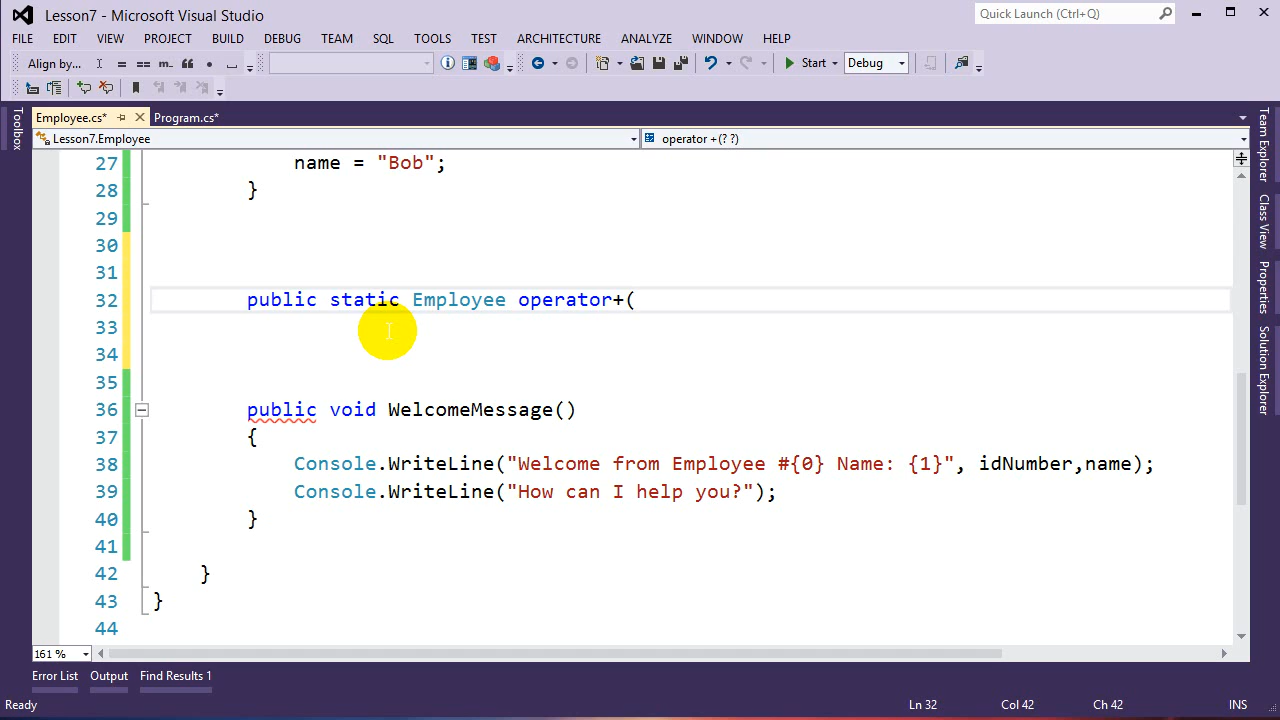 Lesson7 - Microsoft Visual Studio
Quick Launch (Ctrl+Q)
FILE EDIT VIEW PROJECT BUILD DEBUG TEAM SQL TOOLS TEST ARCHITECTURE ANALYZE WINDOW HELP
Align by... Start Debug
Employee.cs* Program.cs*
Lesson7.Employee operator +(? ?)
Toolbox
27 name = "Bob";
28 }
29
30
31
32 public static Employee operator+(
33
34
35
36 public void WelcomeMessage()
37 {
38 Console.WriteLine("Welcome from Employee #{0} Name: {1}", idNumber,name);
39 Console.WriteLine("How can I help you?");
40 }
41
42 }
43 }
44
Team Explorer
Class View
Properties
Solution Explorer
161 %
Error List Output Find Results 1
Ready Ln 32 Col 42 Ch 42 INS